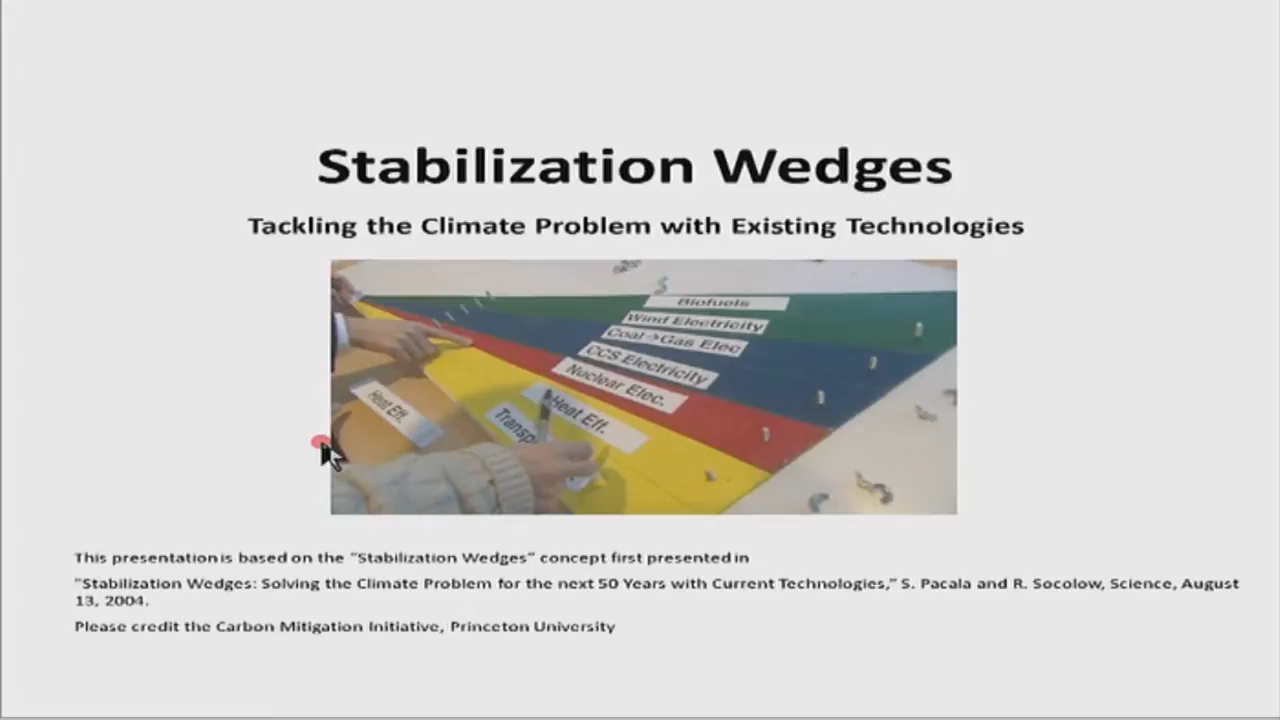 Stabilization Wedges
Tackling the Climate Problem with Existing Technologies
Biofuels
Wind Electricity
Coal→Gas Elec
CCS Electricity
Nuclear Elec.
Heat Eff.
Heat Eff.
Transp
This presentation is based on the "Stabilization Wedges" concept first presented in
"Stabilization Wedges: Solving the Climate Problem for the next 50 Years with Current Technologies," S. Pacala and R. Socolow, Science, August
13, 2004.
Please credit the Carbon Mitigation Initiative, Princeton University